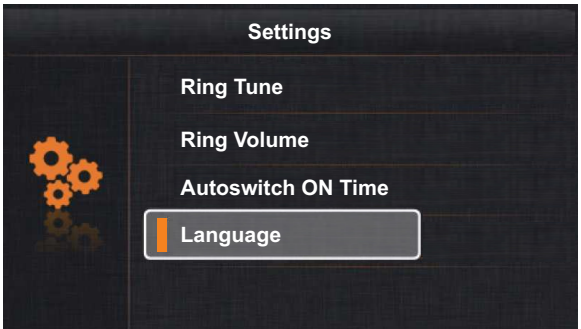 Settings
Ring Tune
Ring Volume
Autoswitch ON Time
Language